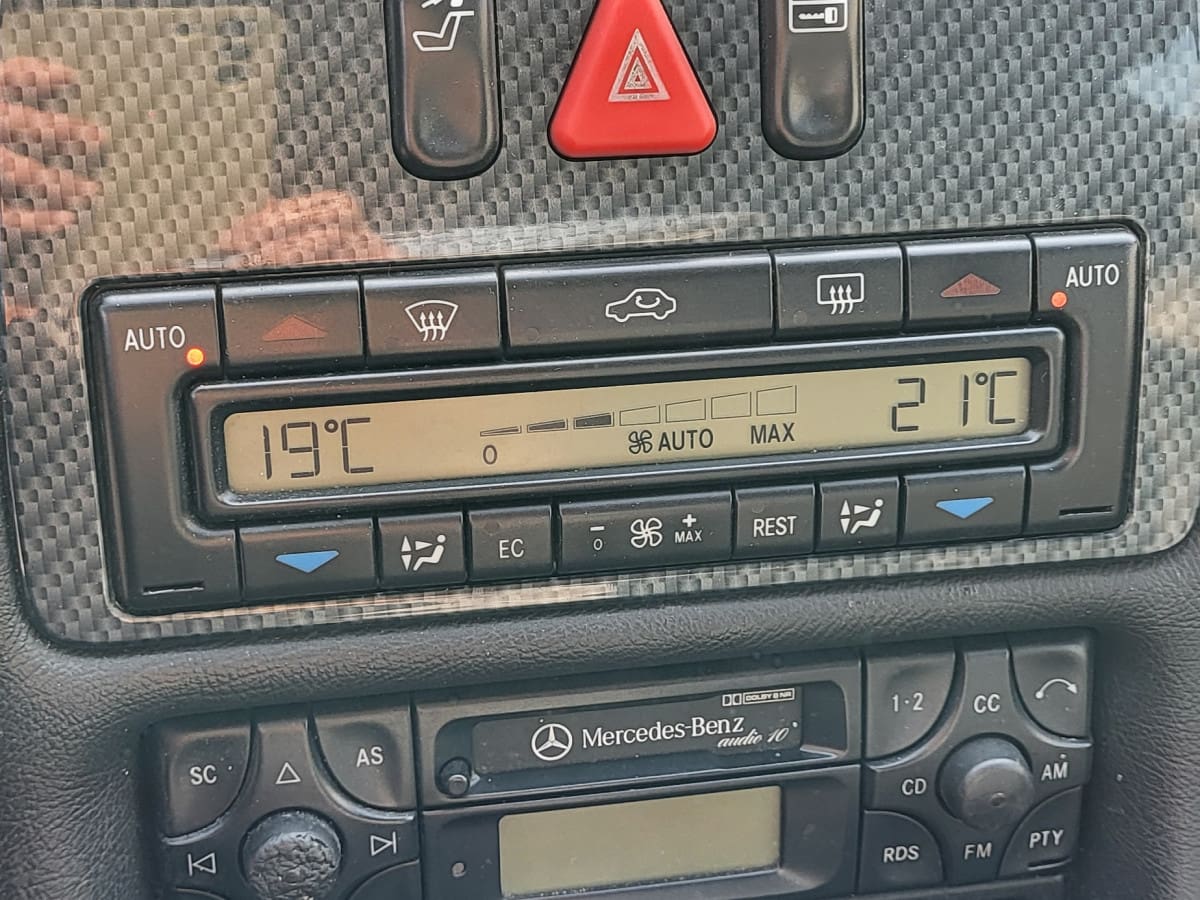 AUTO
AUTO
19°C
21°C
0
AUTO
MAX
EC
-
0
+
MAX
REST
DOLBY B NR
Mercedes-Benz
audio 10
SC
AS
1·2
CC
CD
AM
RDS
FM
PTY